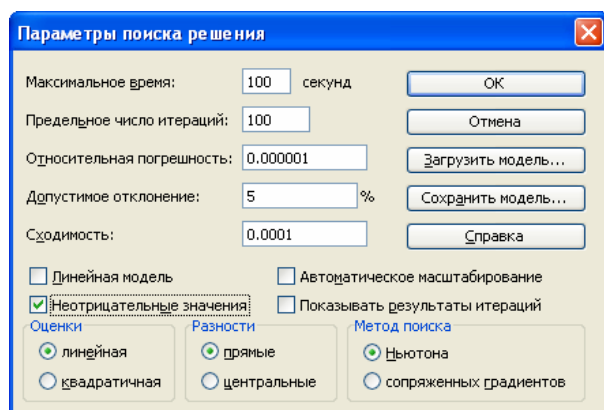 Параметры поиска решения
Максимальное время: 100 секунд ОК
Предельное число итераций: 100 Отмена
Относительная погрешность: 0.000001 Загрузить модель...
Допустимое отклонение: 5 % Сохранить модель...
Сходимость: 0.0001 Справка
Линейная модель Автоматическое масштабирование
Неотрицательные значения Показывать результаты итераций
Оценки Разности Метод поиска
линейная прямые Ньютона
квадратичная центральные сопряженных градиентов